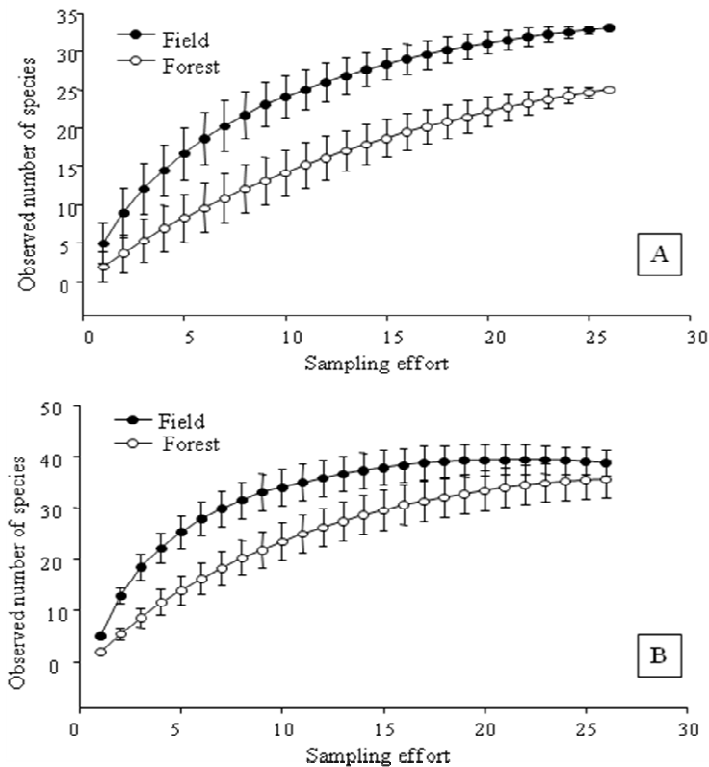 35
30
25
20
15
10
5
0
Observed number of species
Field
Forest
A
0 5 10 15 20 25 30
Sampling effort
50
40
30
20
10
0
Observed number of species
Field
Forest
B
0 5 10 15 20 25 30
Sampling effort